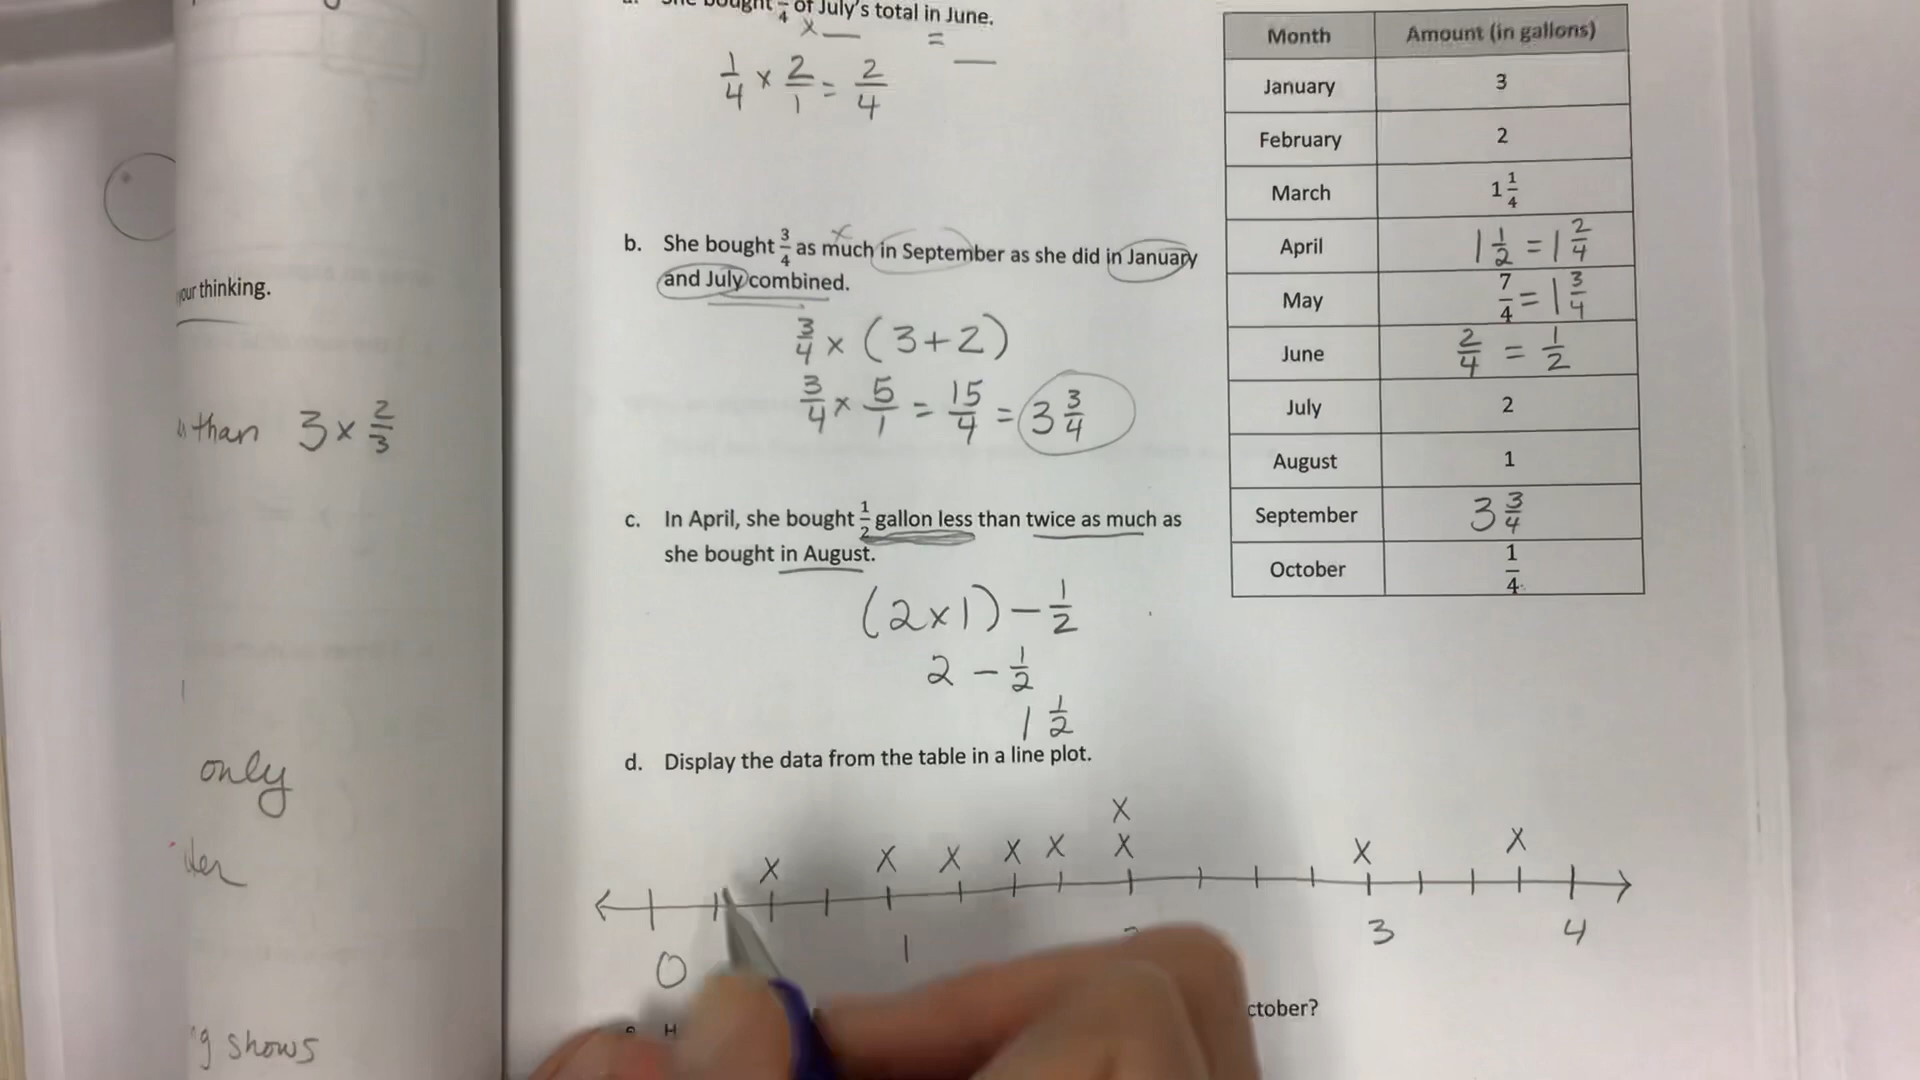 bought 1/4 of July's total in June.
x __ = __
1/4 x 2/1 = 2/4
b. She bought 3/4 as much in September as she did in January
x
and July combined.
3/4 x (3+2)
3/4 x 5/1 = 15/4 = 3 3/4
c. In April, she bought 1/2 gallon less than twice as much as
she bought in August.
(2x1) - 1/2
2 - 1/2
1 1/2
d. Display the data from the table in a line plot.
X
X X X X X X X X
0 1 3 4
ctober?
Month Amount (in gallons)
January 3
February 2
March 1 1/4
April 1 1/2 = 1 2/4
May 7/4 = 1 3/4
June 2/4 = 1/2
July 2
August 1
September 3 3/4
October 1/4
your thinking.
than 3 x 2/3
only
shows